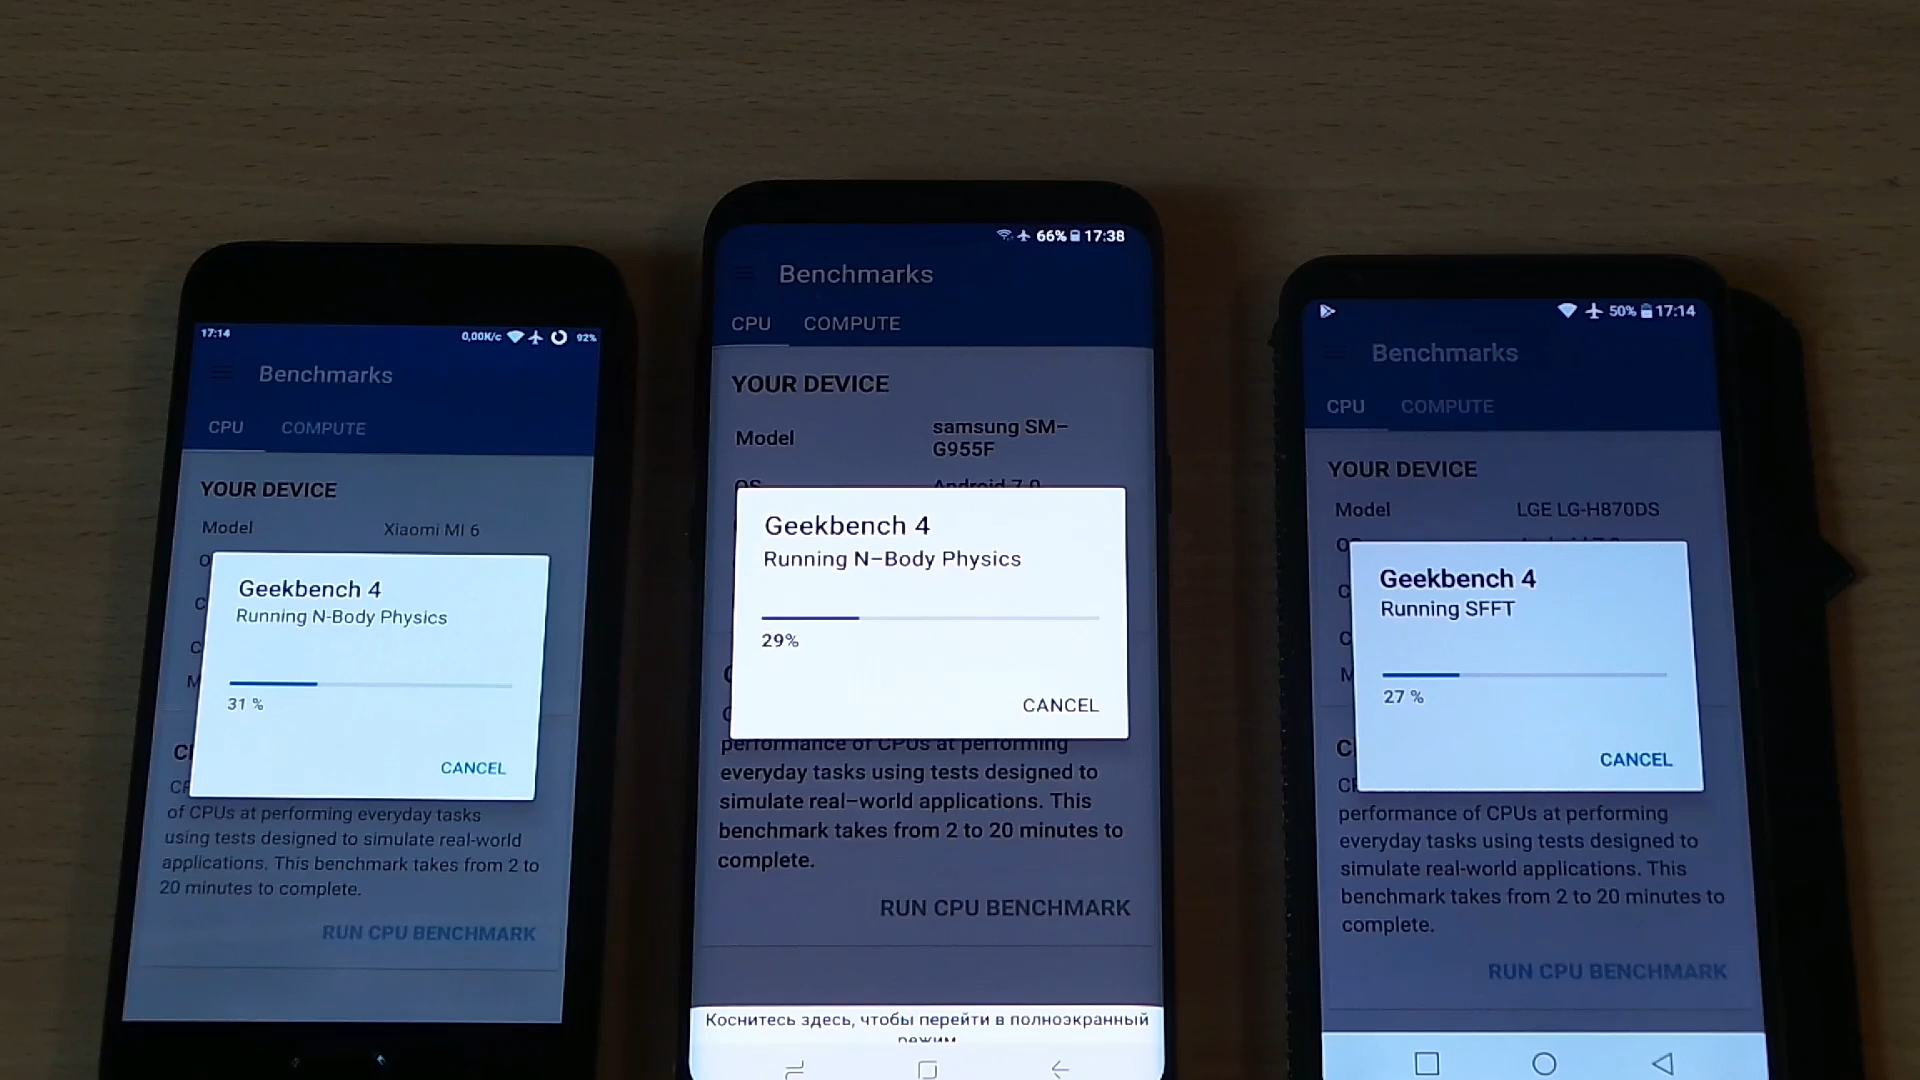 17:14
0,00K/c 92%
Benchmarks
CPU COMPUTE
YOUR DEVICE
Model Xiaomi MI 6
Geekbench 4
Running N-Body Physics
31 %
CANCEL
of CPUs at performing everyday tasks
using tests designed to simulate real-world
applications. This benchmark takes from 2 to
20 minutes to complete.
RUN CPU BENCHMARK
66% 17:38
Benchmarks
CPU COMPUTE
YOUR DEVICE
Model samsung SM-
G955F
OS Android 7.0
Geekbench 4
Running N-Body Physics
29%
CANCEL
performance of CPUs at performing
everyday tasks using tests designed to
simulate real-world applications. This
benchmark takes from 2 to 20 minutes to
complete.
RUN CPU BENCHMARK
Коснитесь здесь, чтобы перейти в полноэкранный
режим
50% 17:14
Benchmarks
CPU COMPUTE
YOUR DEVICE
Model LGE LG-H870DS
Geekbench 4
Running SFFT
27 %
CANCEL
performance of CPUs at performing
everyday tasks using tests designed to
simulate real-world applications. This
benchmark takes from 2 to 20 minutes to
complete.
RUN CPU BENCHMARK